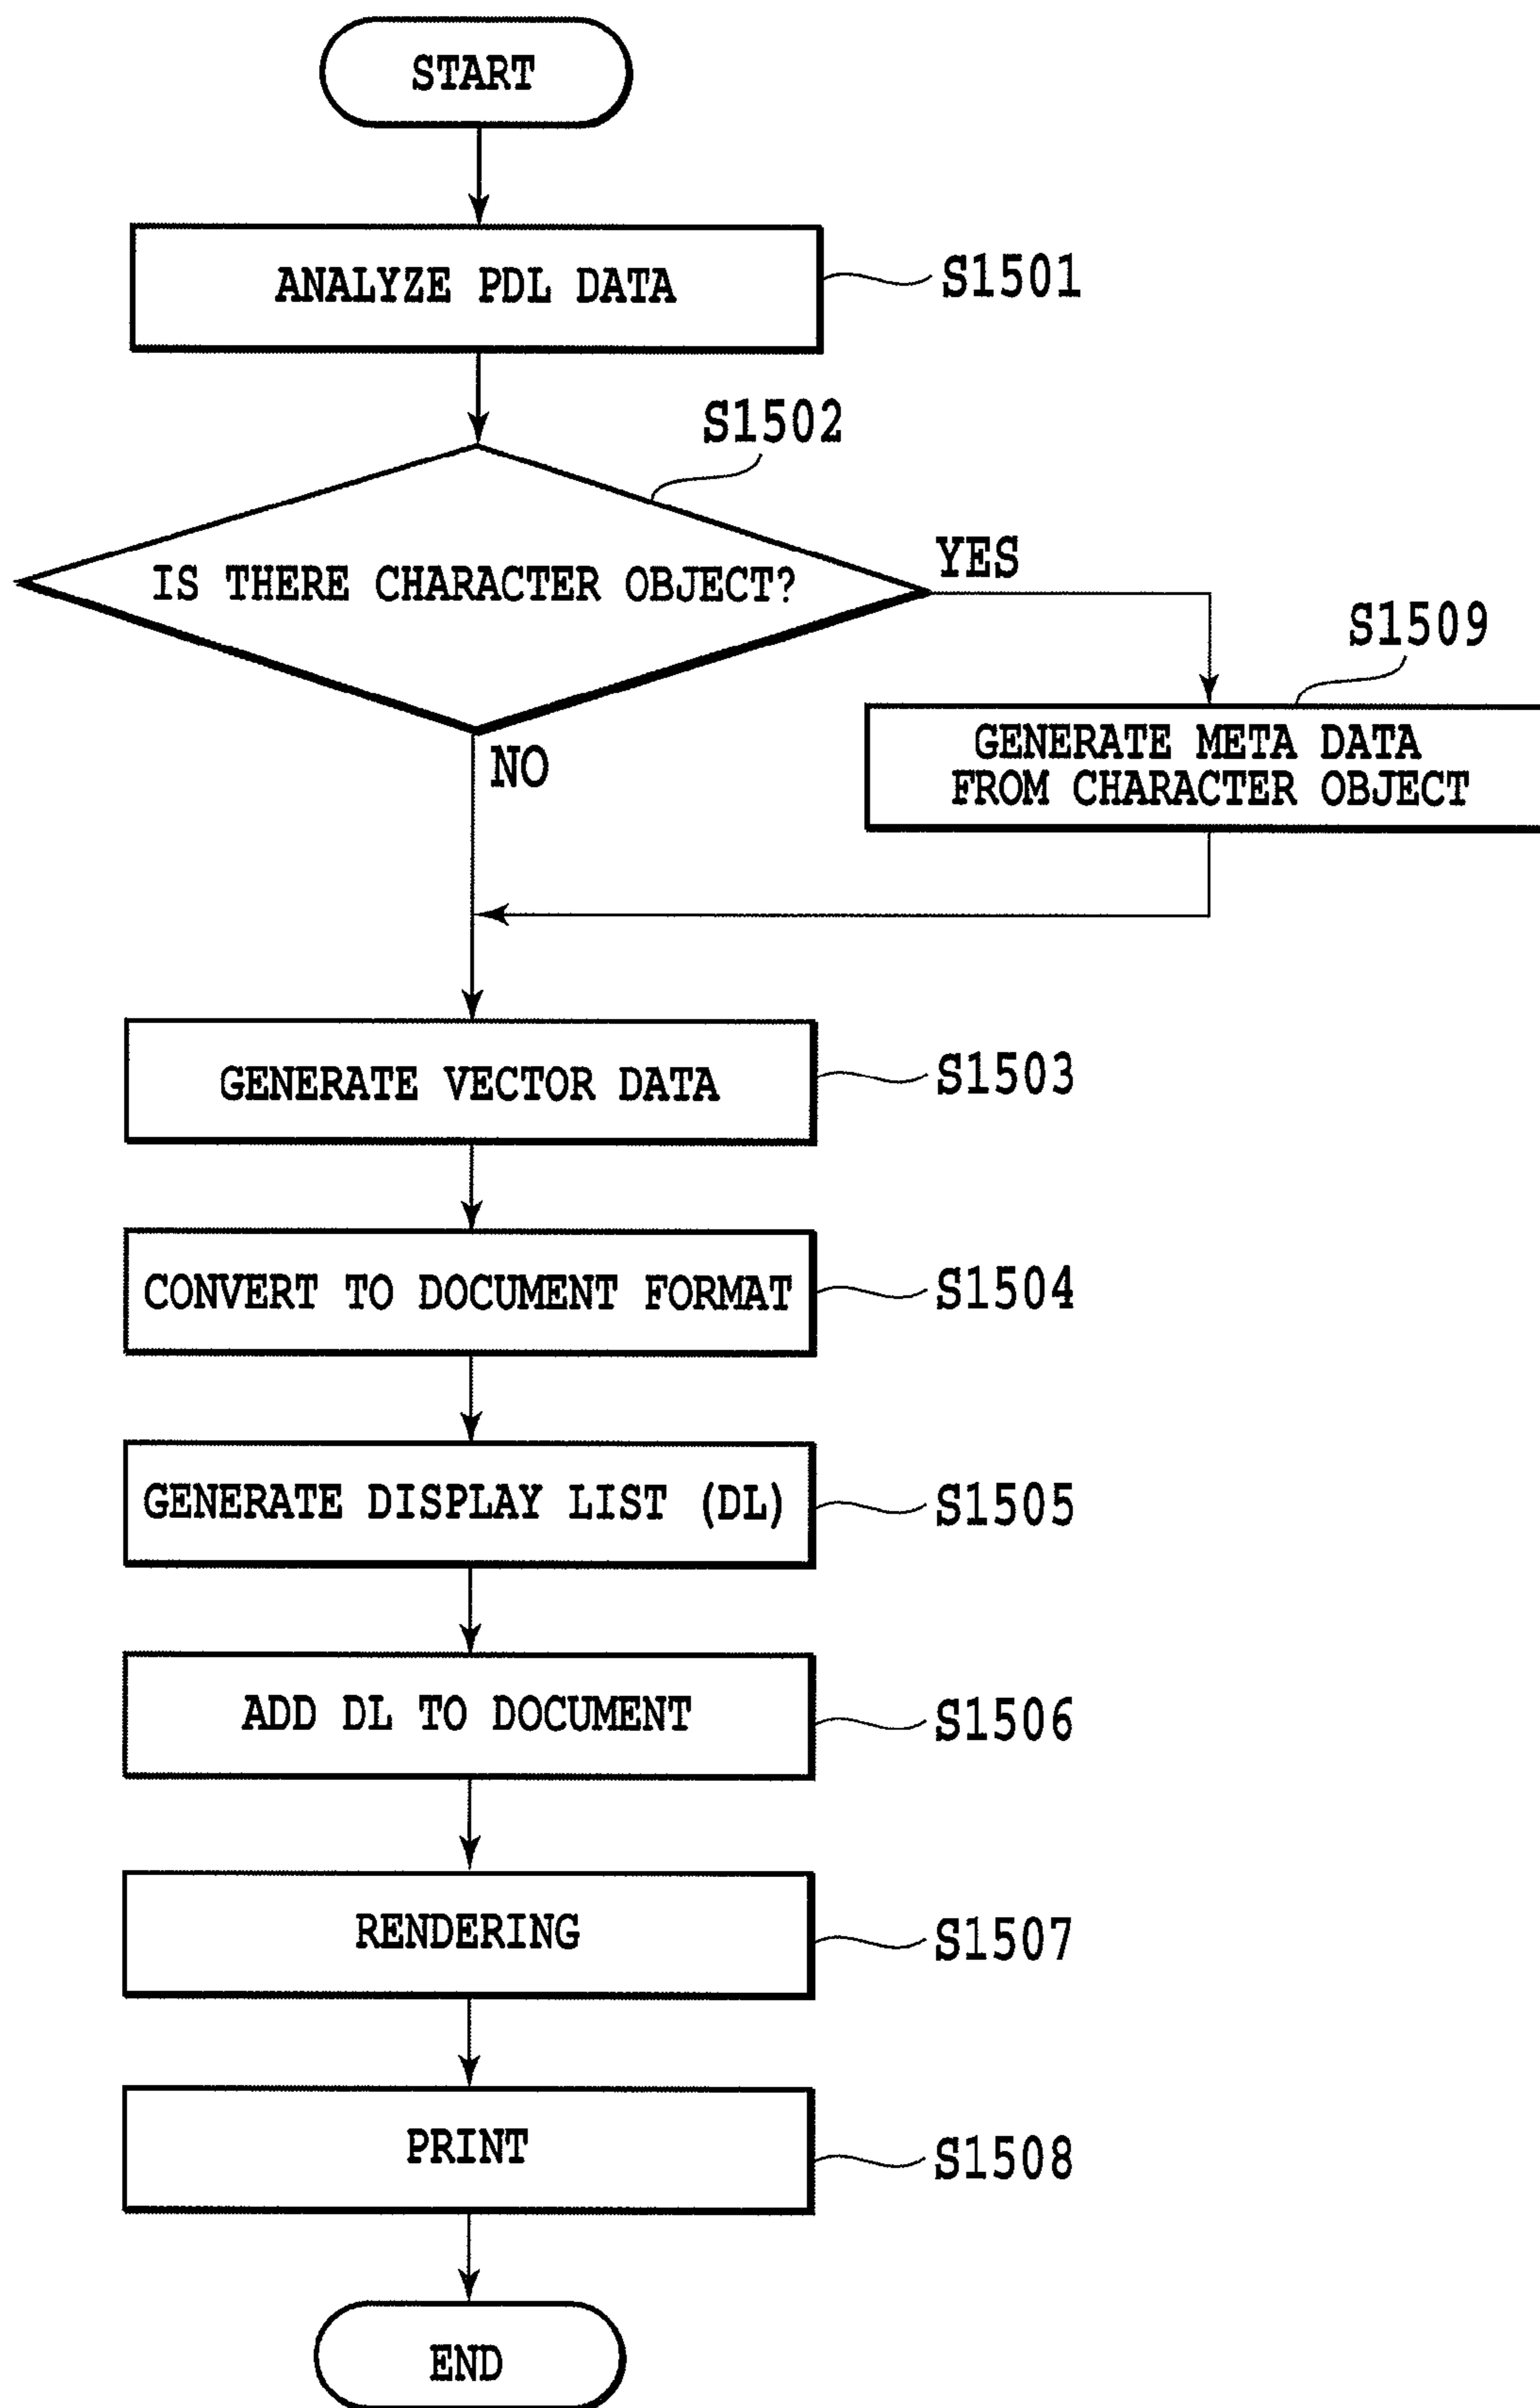 START
ANALYZE PDL DATA
S1501
S1502
IS THERE CHARACTER OBJECT?
YES
S1509
GENERATE META DATA
FROM CHARACTER OBJECT
NO
GENERATE VECTOR DATA
S1503
CONVERT TO DOCUMENT FORMAT
S1504
GENERATE DISPLAY LIST (DL)
S1505
ADD DL TO DOCUMENT
S1506
RENDERING
S1507
PRINT
S1508
END